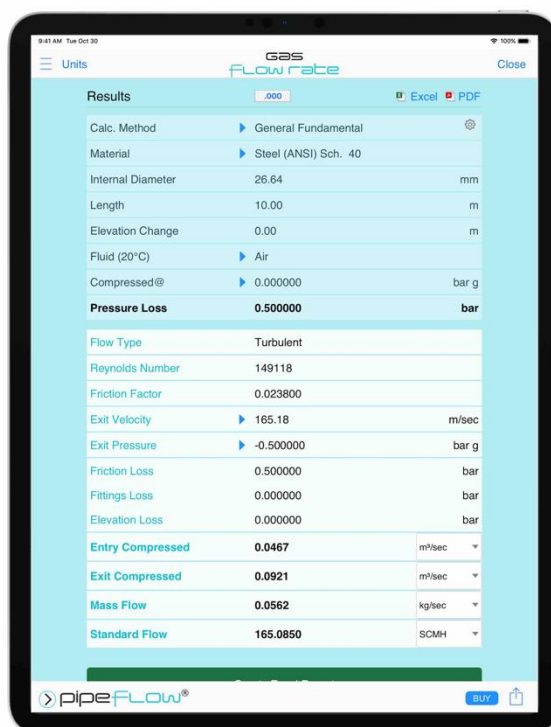 9:41 AM Tue Oct 30 100%
Units Gas Flow rate Close
Results .000 Excel PDF
Calc. Method General Fundamental
Material Steel (ANSI) Sch. 40
Internal Diameter 26.64 mm
Length 10.00 m
Elevation Change 0.00 m
Fluid (20°C) Air
Compressed@ 0.000000 bar g
Pressure Loss 0.500000 bar
Flow Type Turbulent
Reynolds Number 149118
Friction Factor 0.023800
Exit Velocity 165.18 m/sec
Exit Pressure -0.500000 bar g
Friction Loss 0.500000 bar
Fittings Loss 0.000000 bar
Elevation Loss 0.000000 bar
Entry Compressed 0.0467 m³/sec
Exit Compressed 0.0921 m³/sec
Mass Flow 0.0562 kg/sec
Standard Flow 165.0850 SCMH
pipeFLOW® BUY